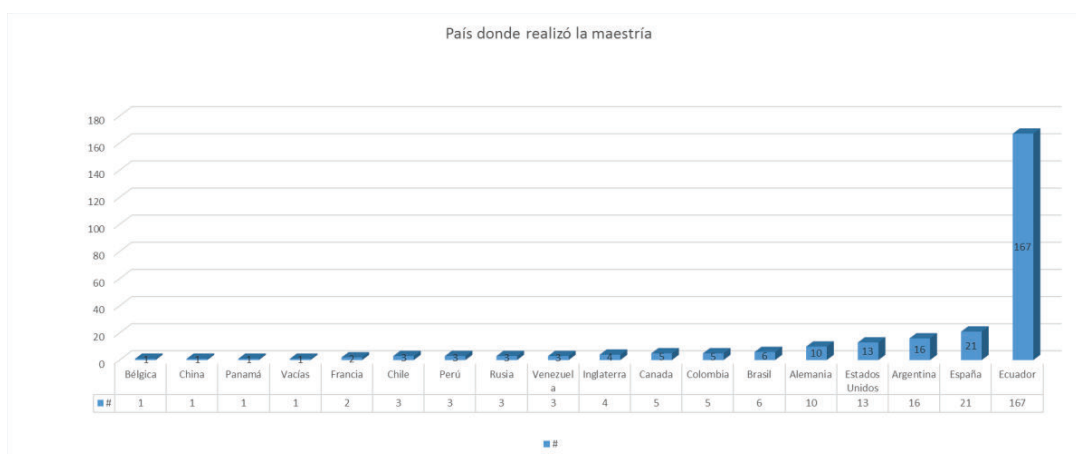 País donde realizó la maestría
180
160
140
120
100
80
60
40
20
0
1 1 1 1 2 3 3 3 3 4 5 5 6 10 13 16 21 167
Bélgica China Panamá Vacías Francia Chile Perú Rusia Venezuel Inglaterra Canada Colombia Brasil Alemania Estados Argentina España Ecuador
a Unidos
# 1 1 1 1 2 3 3 3 3 4 5 5 6 10 13 16 21 167
#